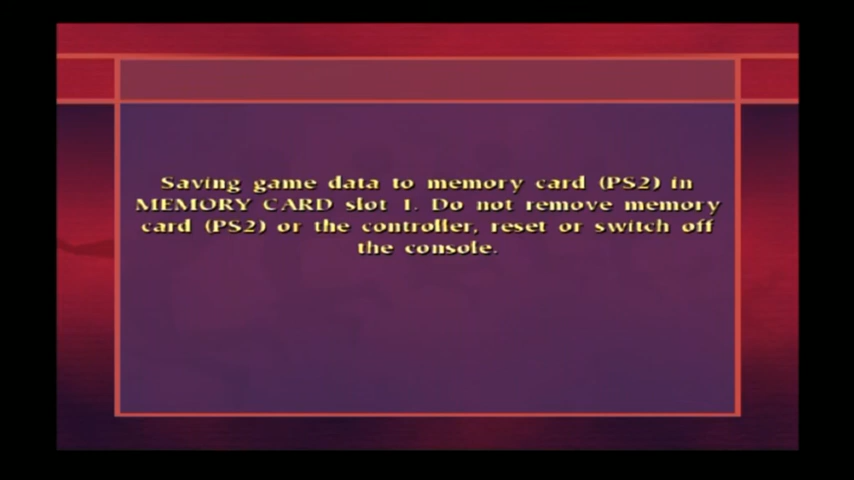 Saving game data to memory card (PS2) in
MEMORY CARD slot 1. Do not remove memory
card (PS2) or the controller, reset or switch off
the console.